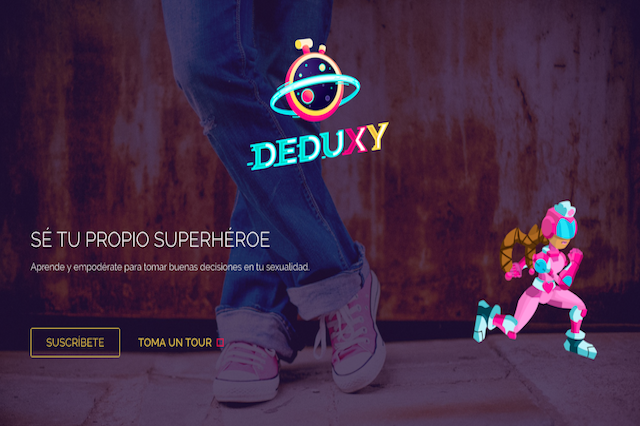 DEDUXY
SÉ TU PROPIO SUPERHÉROE
Aprende y empodérate para tomar buenas decisiones en tu sexualidad.
SUSCRÍBETE TOMA UN TOUR